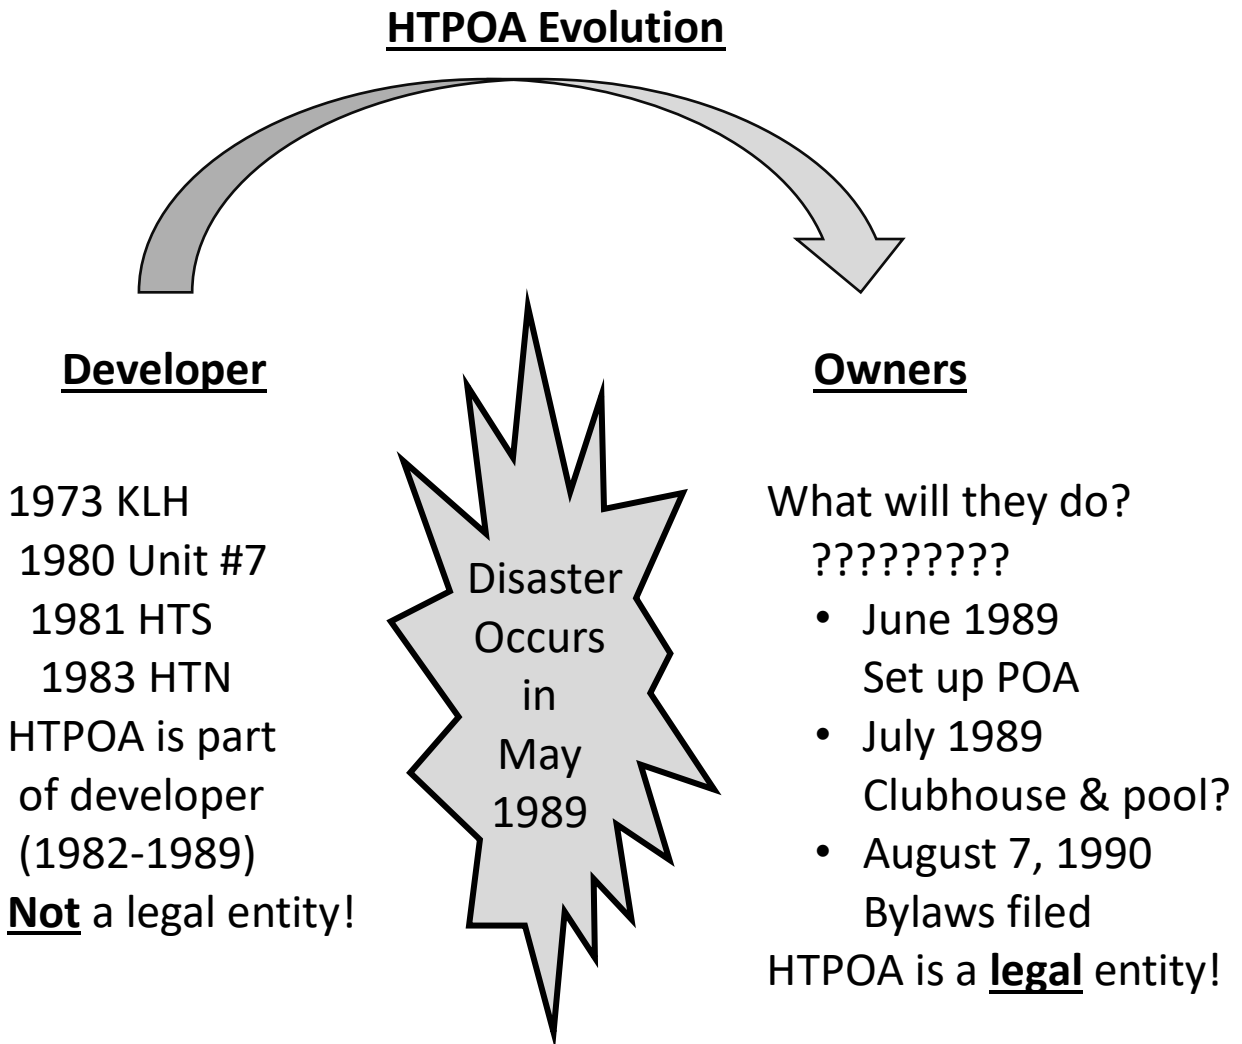 HTPOA Evolution
Developer
1973 KLH
1980 Unit #7
1981 HTS
1983 HTN
HTPOA is part
of developer
(1982-1989)
Not a legal entity!
Disaster
Occurs
in
May
1989
Owners
What will they do?
?????????
• June 1989
Set up POA
• July 1989
Clubhouse & pool?
• August 7, 1990
Bylaws filed
HTPOA is a legal entity!